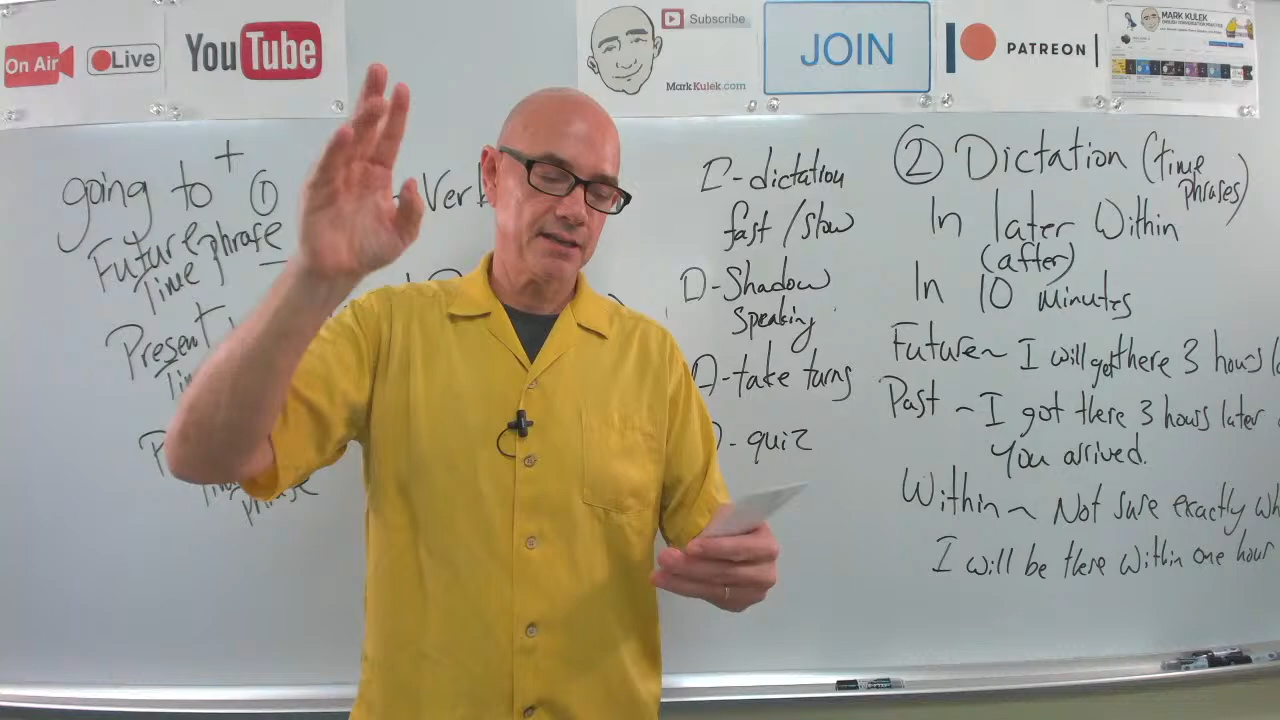 On Air
Live
YouTube
Subscribe
MarkKulek.com
JOIN
PATREON
MARK KULEK
going to + ①
Future phrase
Time
Present
Verb
I-dictation
fast / slow
D-Shadow
Speaking
A-take turns
- quiz
② Dictation (time
phrases)
In later Within
(after)
In 10 minutes
Future~ I will get there 3 hours
Past ~ I got there 3 hours later
You arrived.
Within ~ Not sure exactly
I will be there within one hour